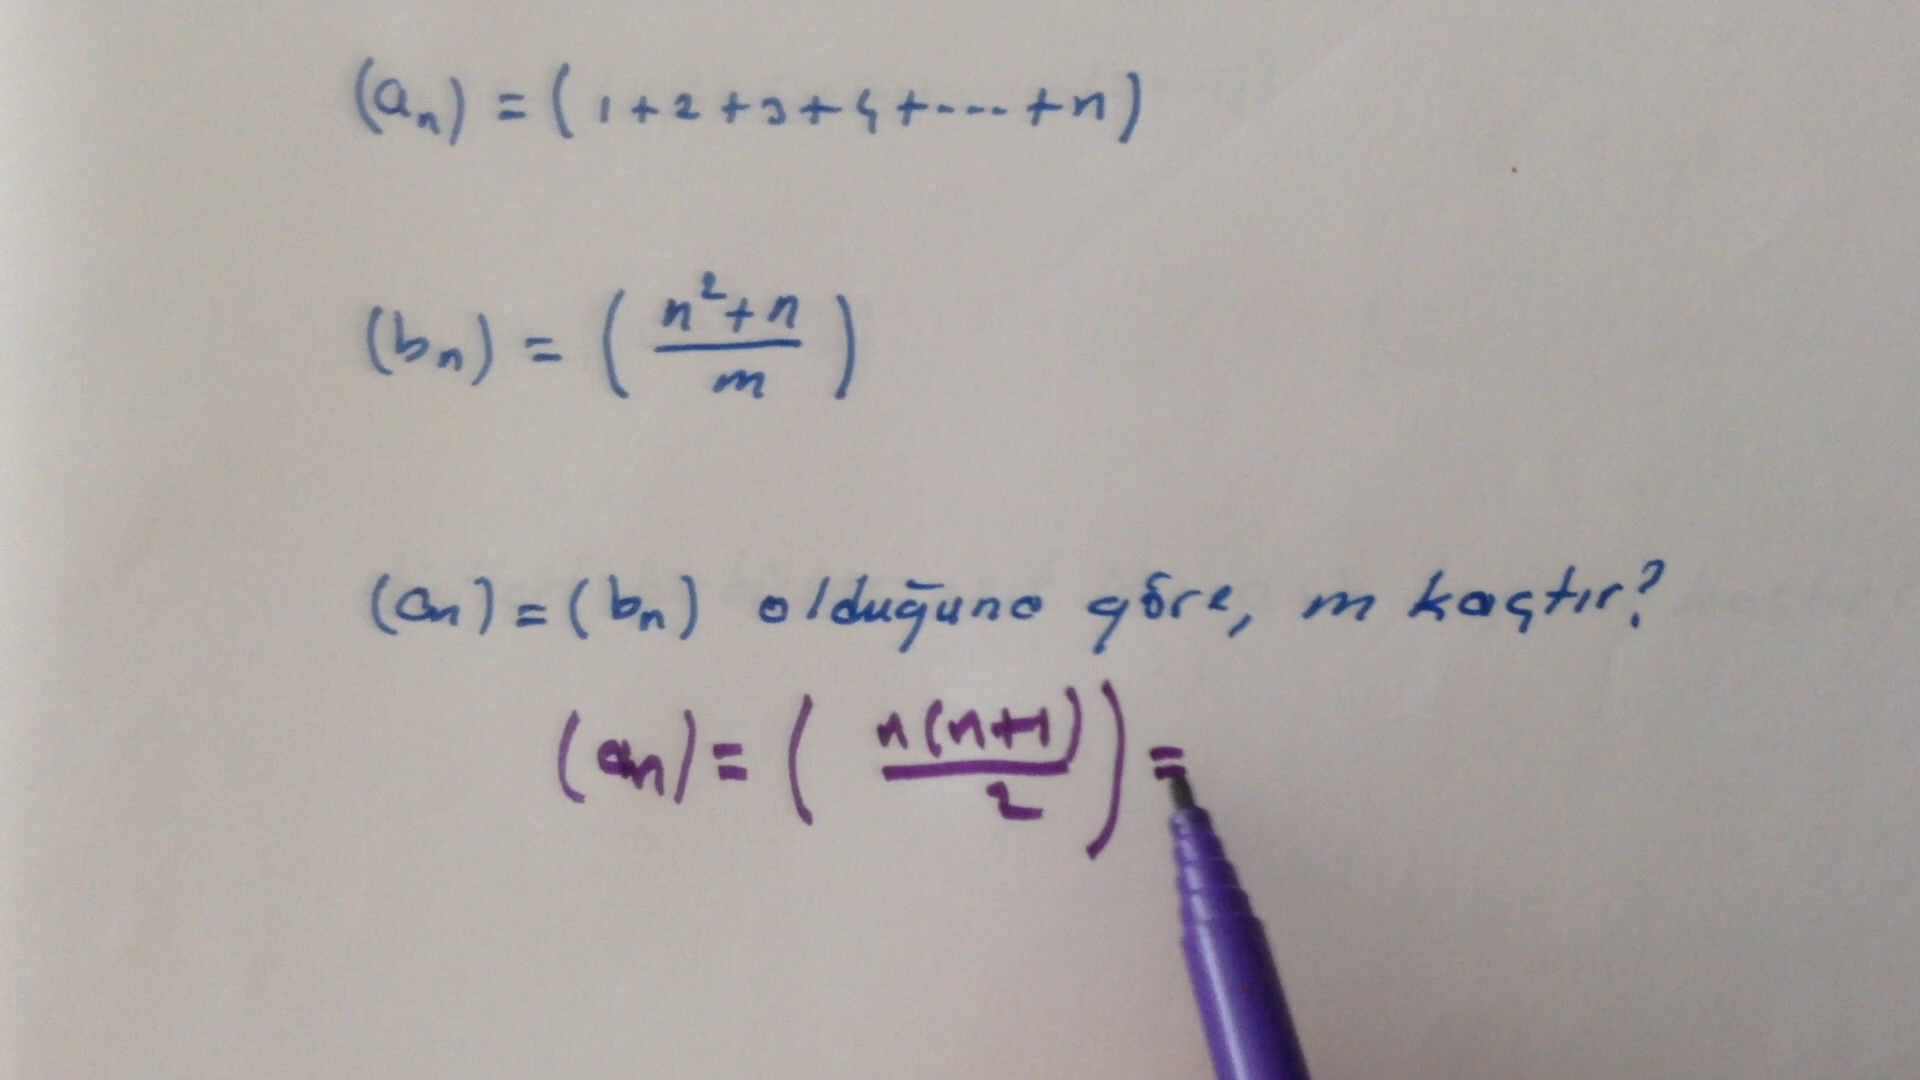 (aₙ) = (1+2+3+4+---+n)
(bₙ) = ( (n²+n)/m )
(aₙ) = (bₙ) olduğuna göre, m kaçtır?
(aₙ) = ( n(n+1)/2 ) =